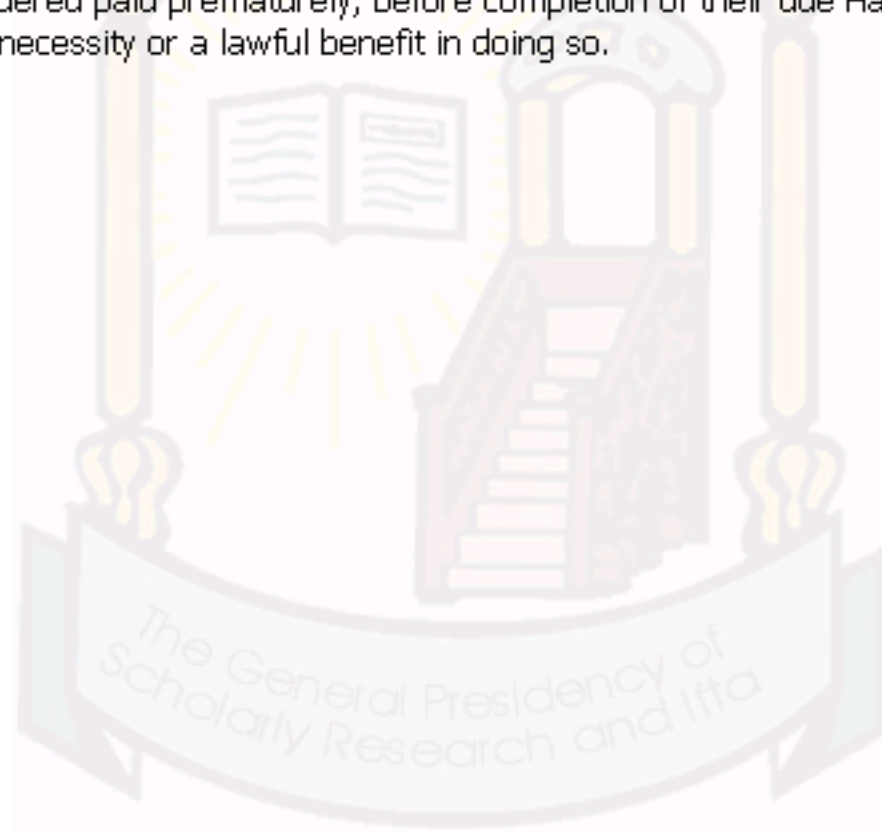 paid prematurely, before completion of their due
necessity or a lawful benefit in doing so.
The General Presidency of
Scholarly Research and Ifta